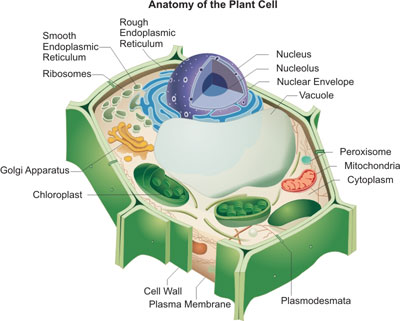 Anatomy of the Plant Cell
Rough
Endoplasmic
Reticulum
Smooth
Endoplasmic
Reticulum
Ribosomes
Nucleus
Nucleolus
Nuclear Envelope
Vacuole
Golgi Apparatus
Chloroplast
Peroxisome
Mitochondria
Cytoplasm
Cell Wall
Plasma Membrane
Plasmodesmata